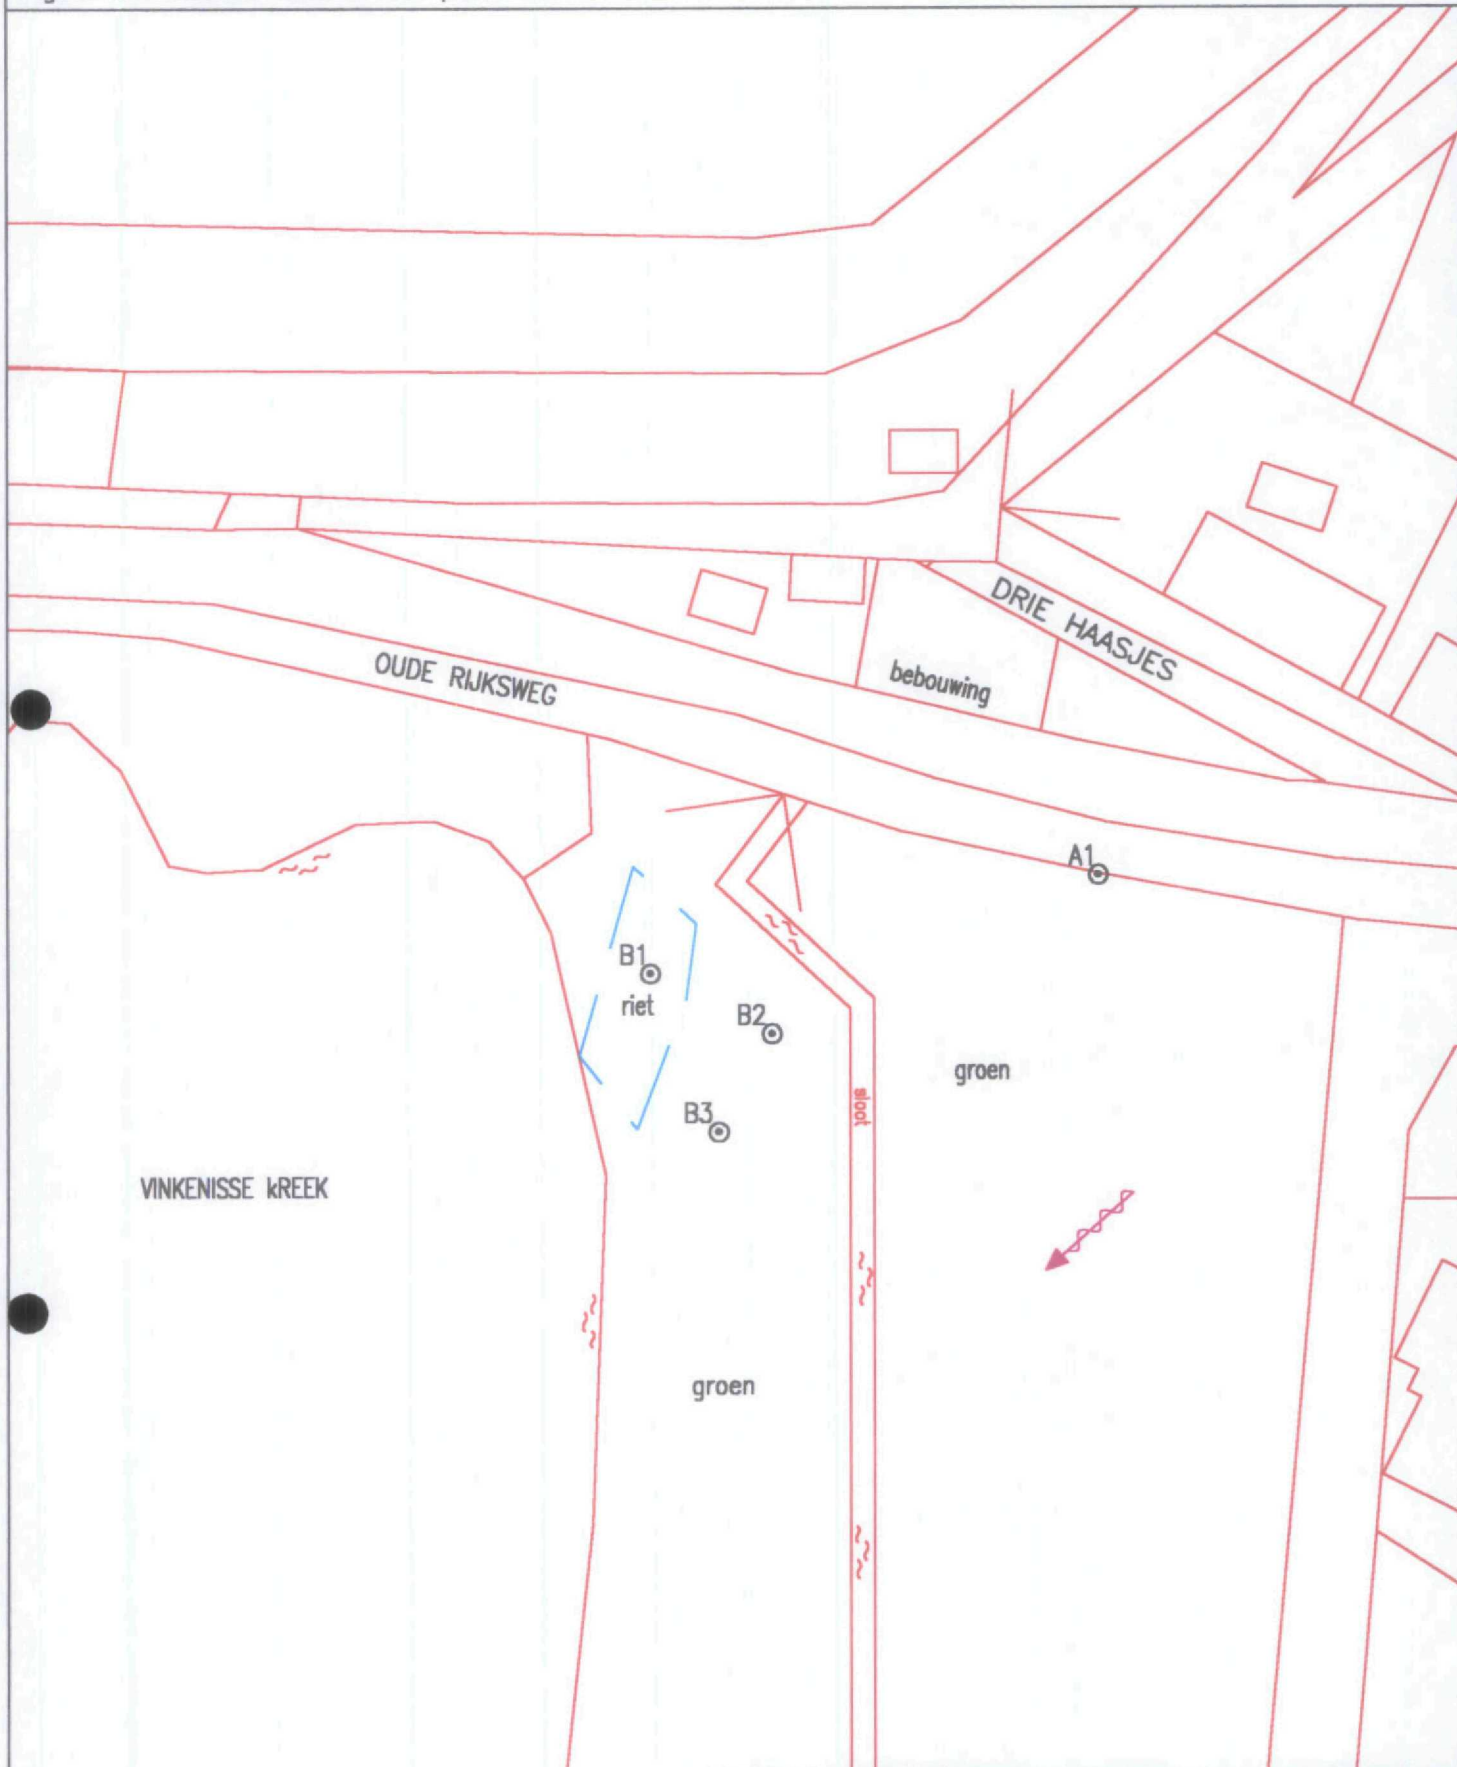 DRIE HAASJES
OUDE RIJKSWEG
bebouwing
A1
B1
riet
B2
groen
sloot
B3
VINKENISSE kREEK
groen